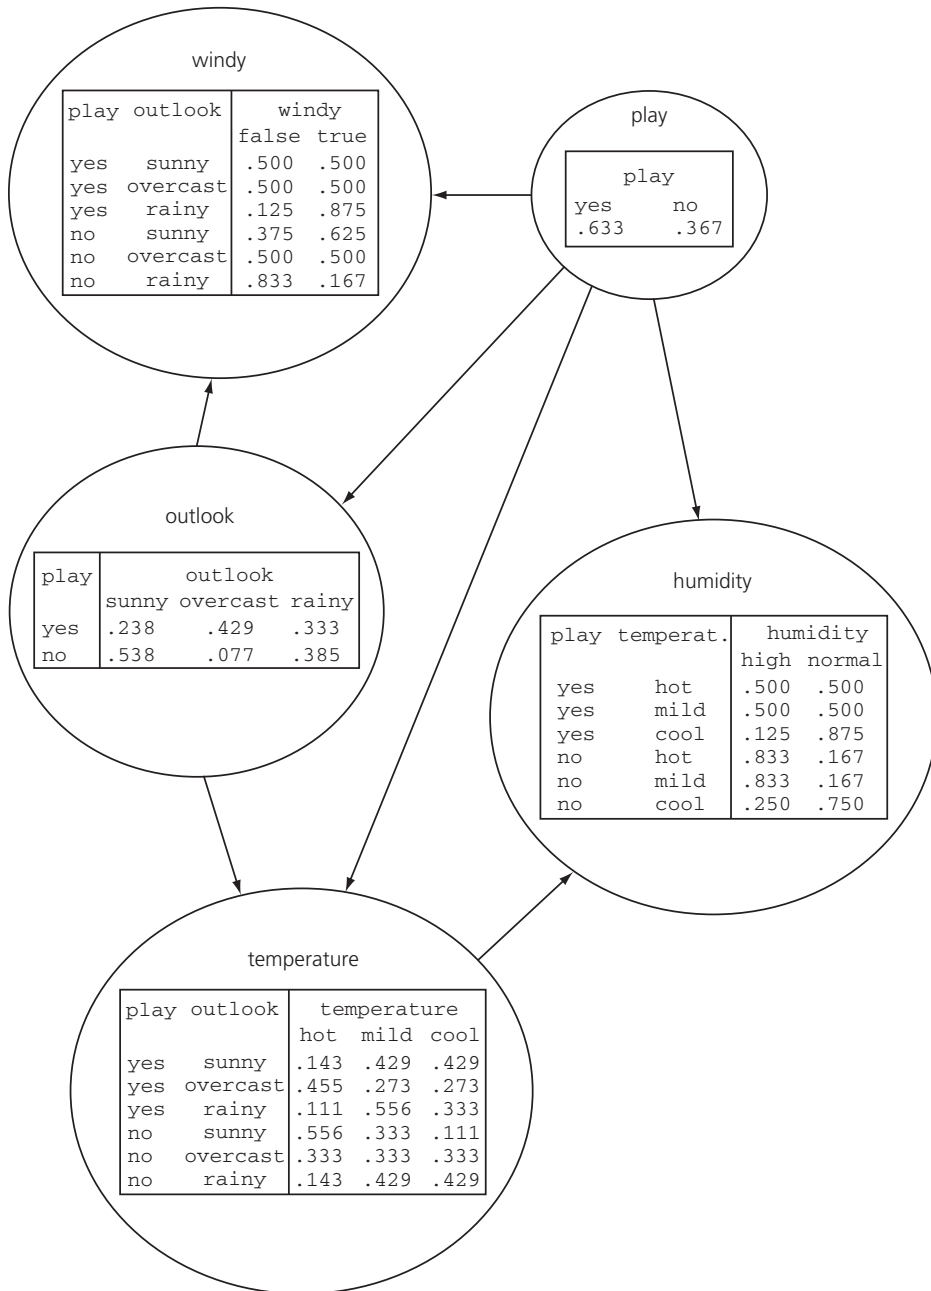 windy
play outlook windy
false true
yes sunny .500 .500
yes overcast .500 .500
yes rainy .125 .875
no sunny .375 .625
no overcast .500 .500
no rainy .833 .167
play
play
yes no
.633 .367
outlook
play outlook
sunny overcast rainy
yes .238 .429 .333
no .538 .077 .385
humidity
play temperat. humidity
high normal
yes hot .500 .500
yes mild .500 .500
yes cool .125 .875
no hot .833 .167
no mild .833 .167
no cool .250 .750
temperature
play outlook temperature
hot mild cool
yes sunny .143 .429 .429
yes overcast .455 .273 .273
yes rainy .111 .556 .333
no sunny .556 .333 .111
no overcast .333 .333 .333
no rainy .143 .429 .429